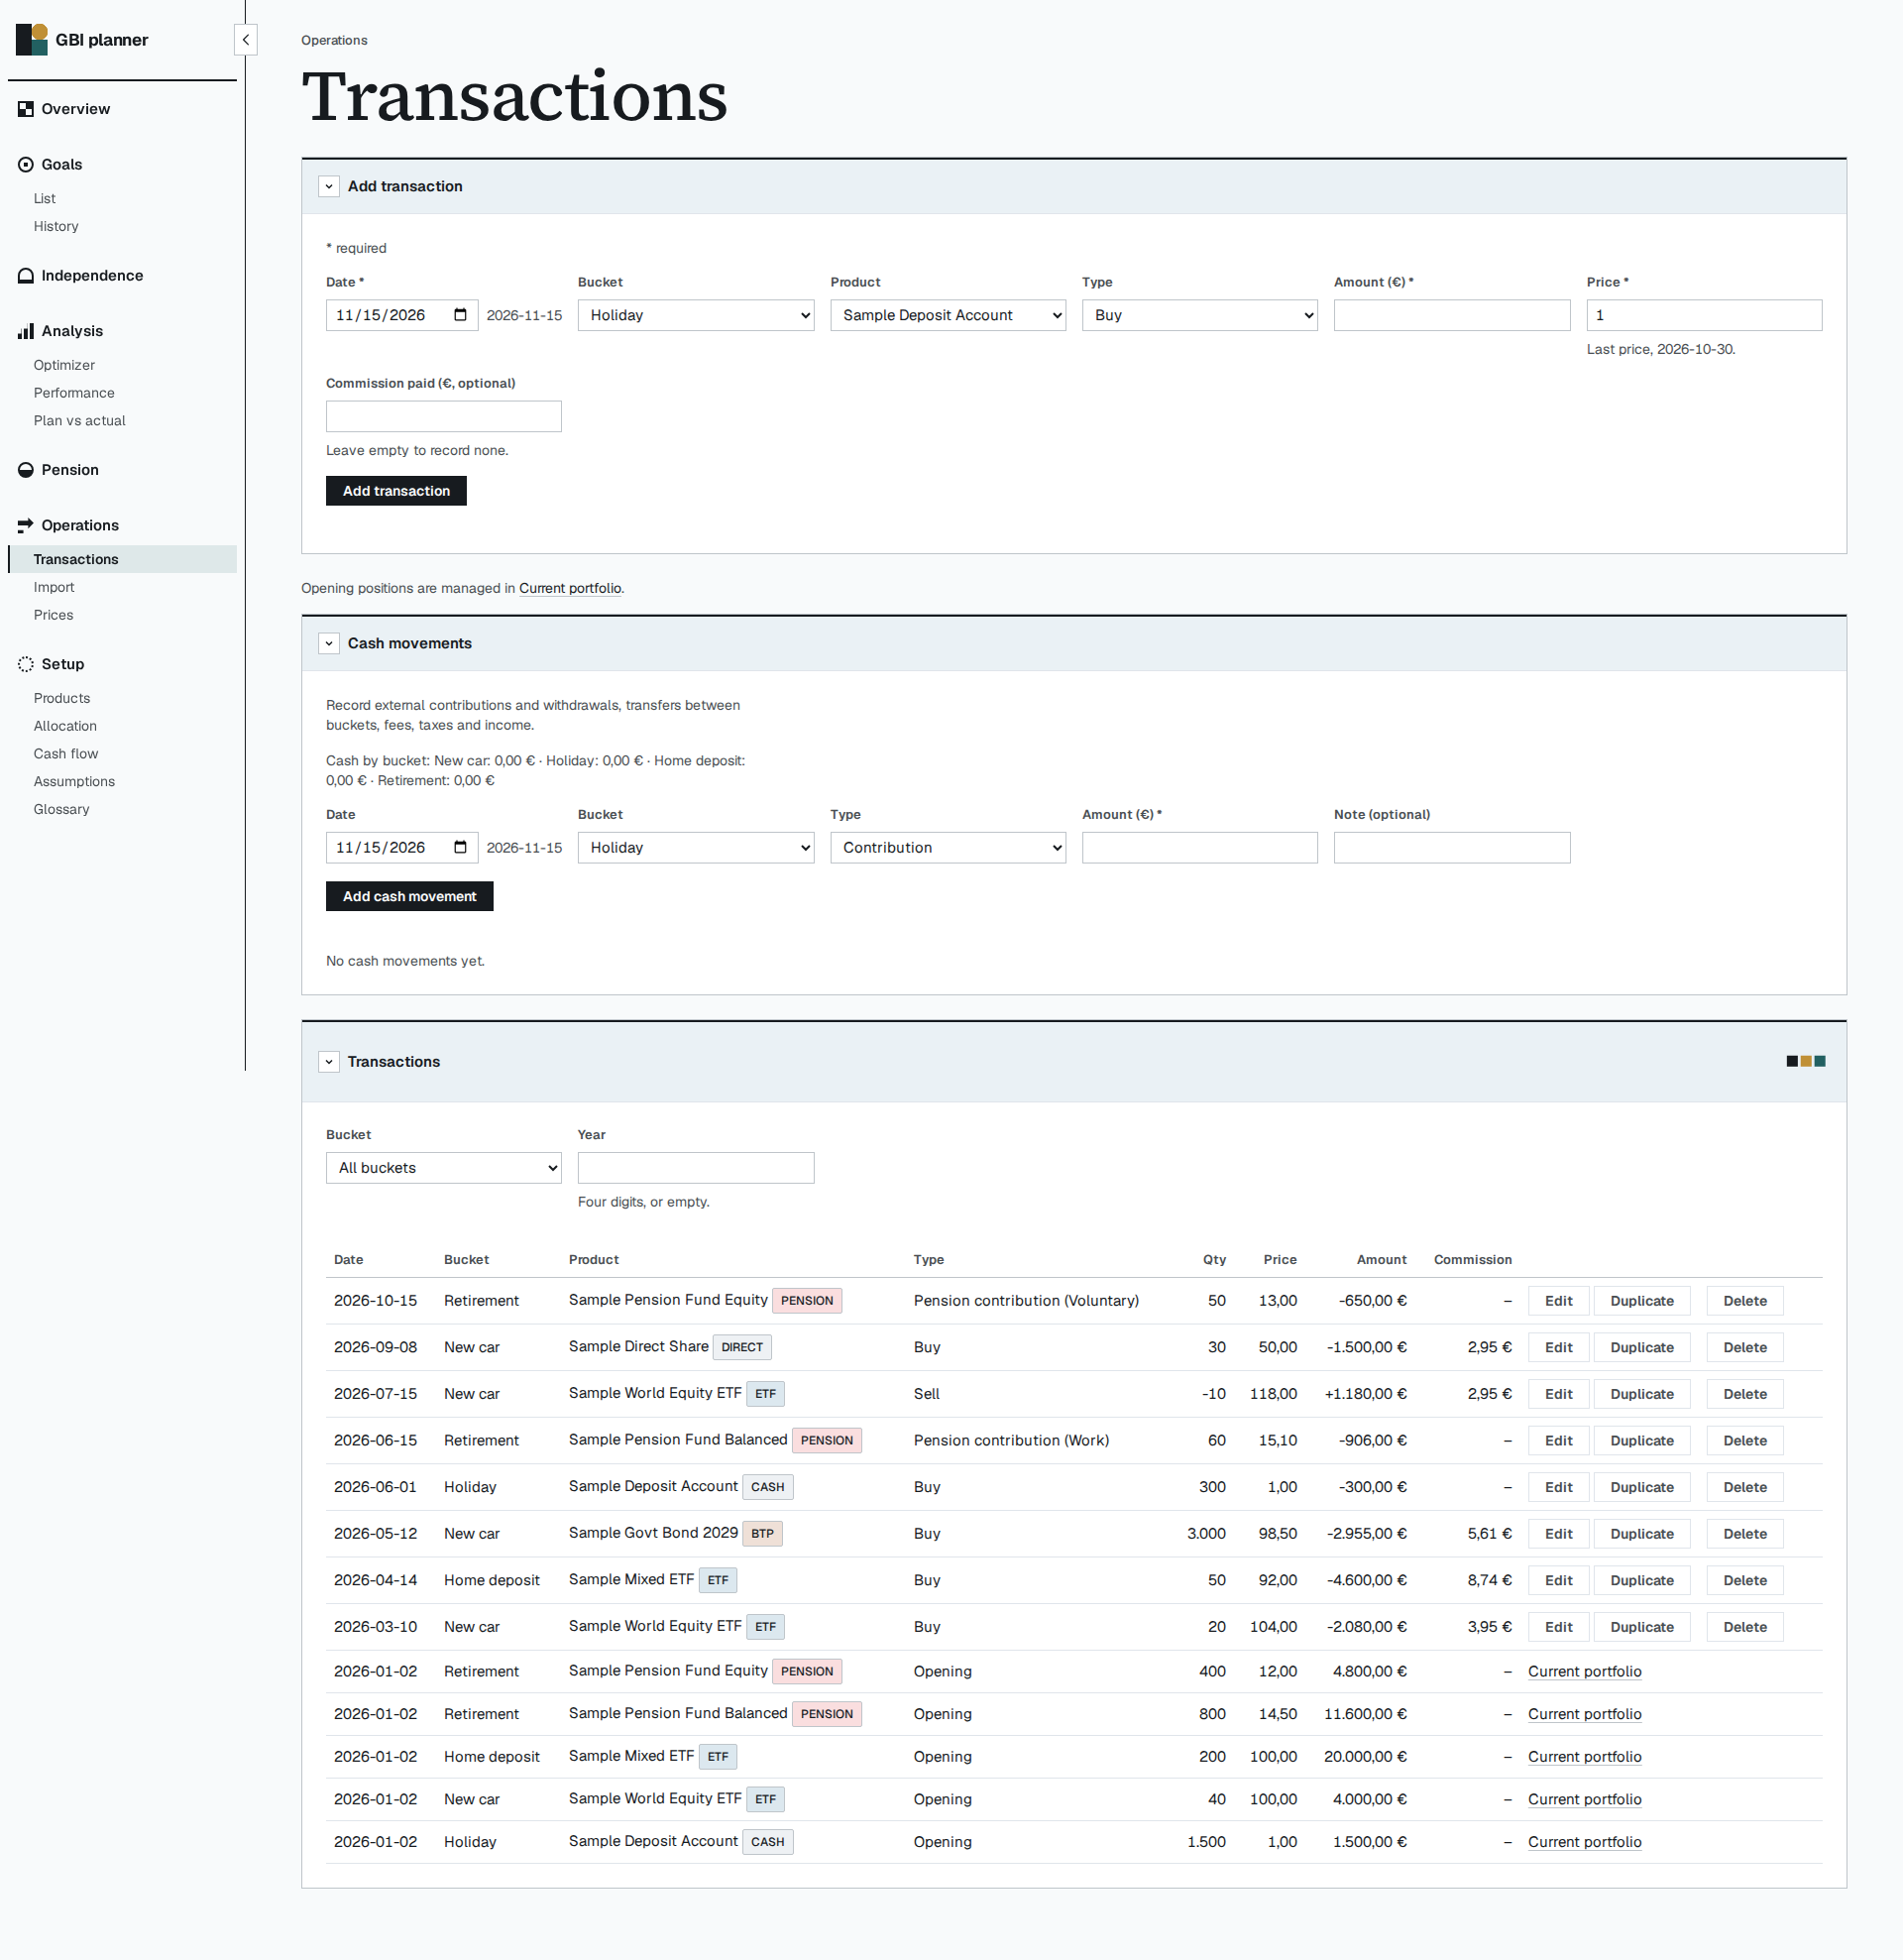 GBI planner
Overview
Goals
List
History
Independence
Analysis
Optimizer
Performance
Plan vs actual
Pension
Operations
Transactions
Import
Prices
Setup
Products
Allocation
Cash flow
Assumptions
Glossary
Operations
Transactions
Add transaction
* required
Date * Bucket Product Type Amount (€) * Price *
11/15/2026 2026-11-15 Holiday Sample Deposit Account Buy 1
Last price, 2026-10-30.
Commission paid (€, optional)
Leave empty to record none.
Add transaction
Opening positions are managed in Current portfolio.
Cash movements
Record external contributions and withdrawals, transfers between
buckets, fees, taxes and income.
Cash by bucket: New car: 0,00 € · Holiday: 0,00 € · Home deposit:
0,00 € · Retirement: 0,00 €
Date Bucket Type Amount (€) * Note (optional)
11/15/2026 2026-11-15 Holiday Contribution
Add cash movement
No cash movements yet.
Transactions
Bucket Year
All buckets
Four digits, or empty.
Date Bucket Product Type Qty Price Amount Commission
2026-10-15 Retirement Sample Pension Fund Equity PENSION Pension contribution (Voluntary) 50 13,00 -650,00 € – Edit Duplicate Delete
2026-09-08 New car Sample Direct Share DIRECT Buy 30 50,00 -1.500,00 € 2,95 € Edit Duplicate Delete
2026-07-15 New car Sample World Equity ETF ETF Sell -10 118,00 +1.180,00 € 2,95 € Edit Duplicate Delete
2026-06-15 Retirement Sample Pension Fund Balanced PENSION Pension contribution (Work) 60 15,10 -906,00 € – Edit Duplicate Delete
2026-06-01 Holiday Sample Deposit Account CASH Buy 300 1,00 -300,00 € – Edit Duplicate Delete
2026-05-12 New car Sample Govt Bond 2029 BTP Buy 3.000 98,50 -2.955,00 € 5,61 € Edit Duplicate Delete
2026-04-14 Home deposit Sample Mixed ETF ETF Buy 50 92,00 -4.600,00 € 8,74 € Edit Duplicate Delete
2026-03-10 New car Sample World Equity ETF ETF Buy 20 104,00 -2.080,00 € 3,95 € Edit Duplicate Delete
2026-01-02 Retirement Sample Pension Fund Equity PENSION Opening 400 12,00 4.800,00 € – Current portfolio
2026-01-02 Retirement Sample Pension Fund Balanced PENSION Opening 800 14,50 11.600,00 € – Current portfolio
2026-01-02 Home deposit Sample Mixed ETF ETF Opening 200 100,00 20.000,00 € – Current portfolio
2026-01-02 New car Sample World Equity ETF ETF Opening 40 100,00 4.000,00 € – Current portfolio
2026-01-02 Holiday Sample Deposit Account CASH Opening 1.500 1,00 1.500,00 € – Current portfolio